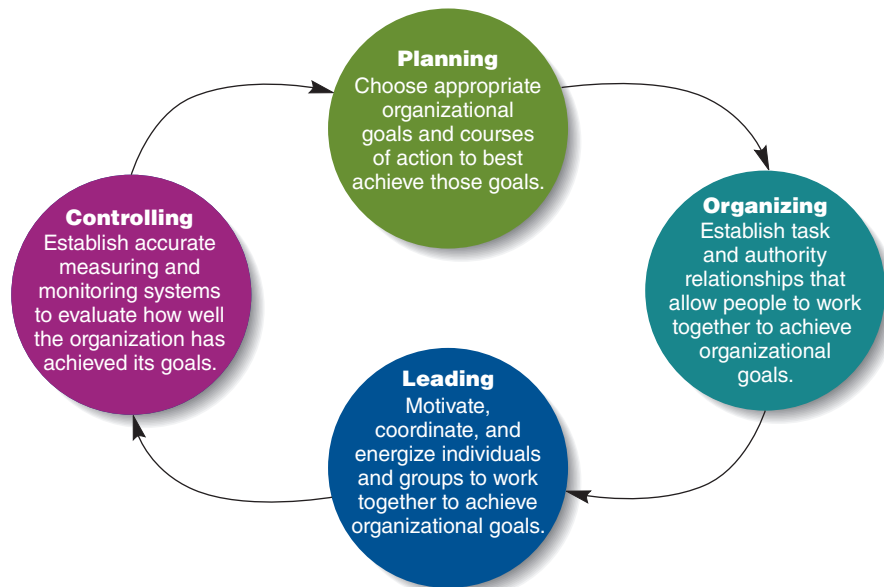 Planning
Choose appropriate
organizational
goals and courses
of action to best
achieve those goals.
Organizing
Establish task
and authority
relationships that
allow people to work
together to achieve
organizational
goals.
Leading
Motivate,
coordinate, and
energize individuals
and groups to work
together to achieve
organizational goals.
Controlling
Establish accurate
measuring and
monitoring systems
to evaluate how well
the organization has
achieved its goals.